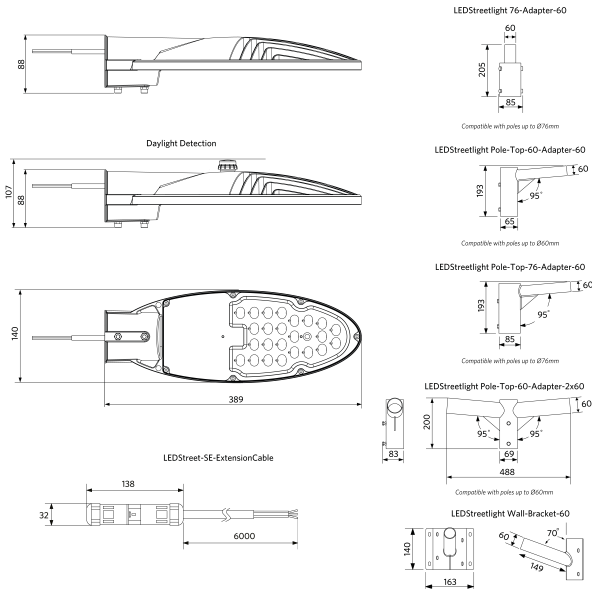 88
Daylight Detection
107
88
140
389
LEDStreet-SE-ExtensionCable
138
32
6000
LEDStreetlight 76-Adapter-60
60
205
85
Compatible with poles up to Ø76mm
LEDStreetlight Pole-Top-60-Adapter-60
60
193
95°
65
Compatible with poles up to Ø60mm
LEDStreetlight Pole-Top-76-Adapter-60
60
193
95°
85
Compatible with poles up to Ø76mm
LEDStreetlight Pole-Top-60-Adapter-2x60
60
200
95°
95°
83
69
488
Compatible with poles up to Ø60mm
LEDStreetlight Wall-Bracket-60
60
70°
140
149
163